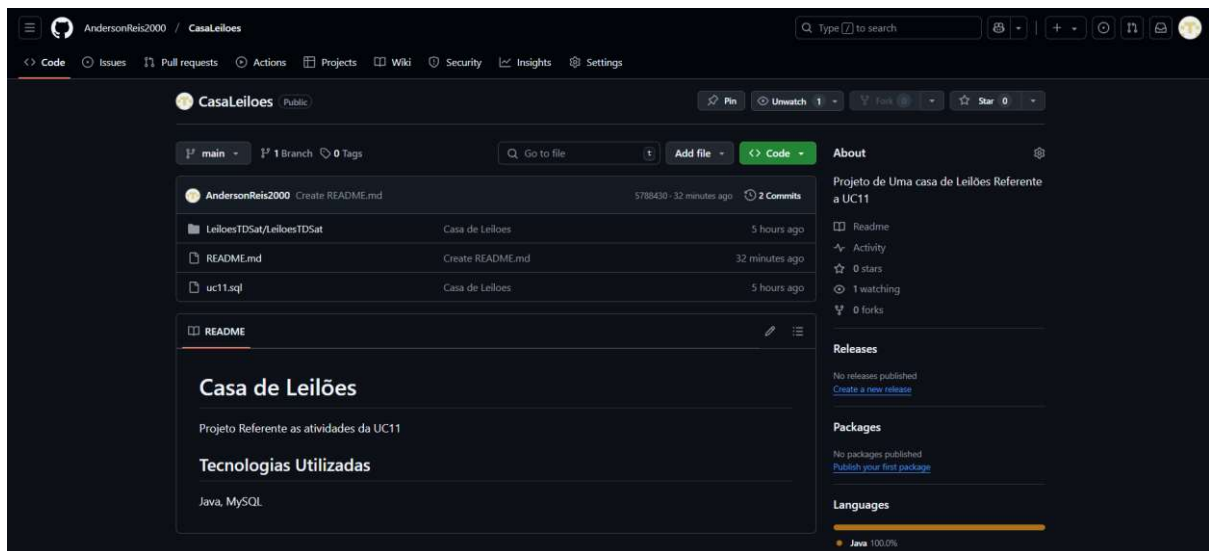 AndersonReis2000 / CasaLeiloes
Type / to search
Code Issues Pull requests Actions Projects Wiki Security Insights Settings
CasaLeiloes Public
Pin Unwatch 1 Fork 0 Star 0
main 1 Branch 0 Tags Go to file t Add file Code
AndersonReis2000 Create README.md 5788430 · 32 minutes ago 2 Commits
LeiloesTDSat/LeiloesTDSat Casa de Leiloes 5 hours ago
README.md Create README.md 32 minutes ago
uc11.sql Casa de Leiloes 5 hours ago
README
Casa de Leilões
Projeto Referente as atividades da UC11
Tecnologias Utilizadas
Java, MySQL
About
Projeto de Uma casa de Leilões Referente
a UC11
Readme
Activity
0 stars
1 watching
0 forks
Releases
No releases published
Create a new release
Packages
No packages published
Publish your first package
Languages
Java 100.0%